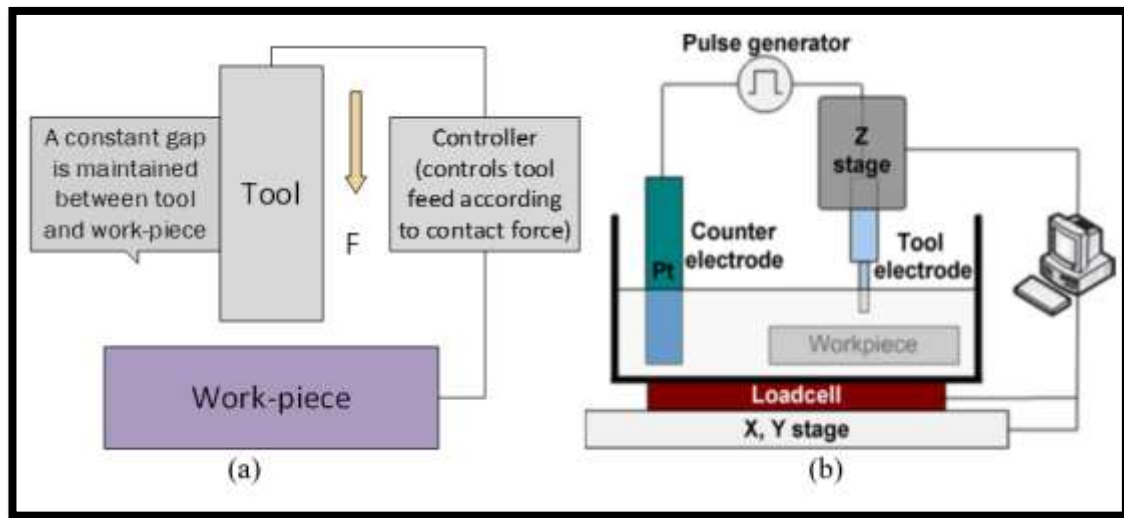 A constant gap
is maintained
between tool
and work-piece
Tool
F
Controller
(controls tool
feed according
to contact force)
Work-piece
(a)
Pulse generator
Z
stage
Counter
electrode
Pt
Tool
electrode
Workpiece
Loadcell
X, Y stage
(b)